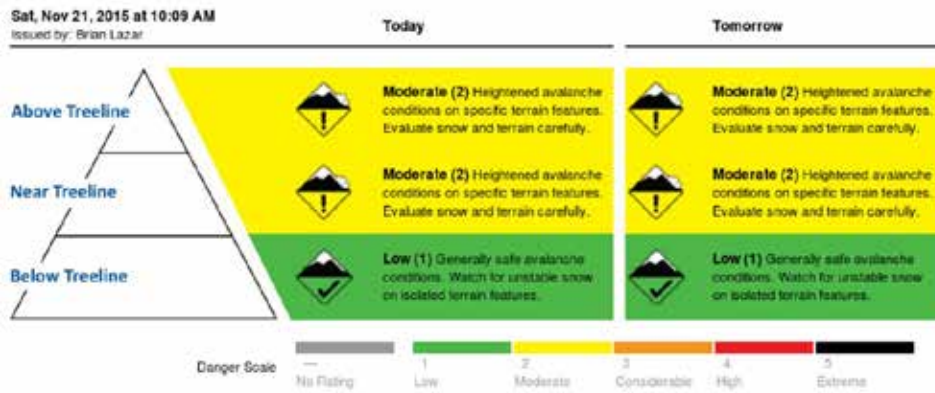 Sat, Nov 21, 2015 at 10:09 AM
Issued by: Brian Lazar
Today
Tomorrow
Above Treeline
Moderate (2) Heightened avalanche
conditions on specific terrain features.
Evaluate snow and terrain carefully.
Moderate (2) Heightened avalanche
conditions on specific terrain features.
Evaluate snow and terrain carefully.
Near Treeline
Moderate (2) Heightened avalanche
conditions on specific terrain features.
Evaluate snow and terrain carefully.
Moderate (2) Heightened avalanche
conditions on specific terrain features.
Evaluate snow and terrain carefully.
Below Treeline
Low (1) Generally safe avalanche
conditions. Watch for unstable snow
on isolated terrain features.
Low (1) Generally safe avalanche
conditions. Watch for unstable snow
on isolated terrain features.
Danger Scale
— 1 2 3 4 5
No Rating Low Moderate Considerable High Extreme